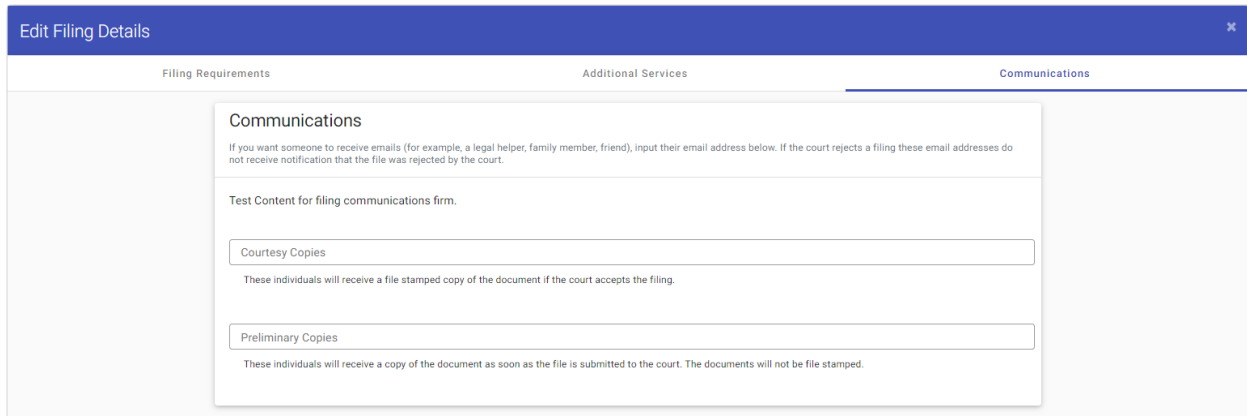 Edit Filing Details
Filing Requirements
Additional Services
Communications
Communications
If you want someone to receive emails (for example, a legal helper, family member, friend), input their email address below. If the court rejects a filing these email addresses do
not receive notification that the file was rejected by the court.
Test Content for filing communications firm.
Courtesy Copies
These individuals will receive a file stamped copy of the document if the court accepts the filing.
Preliminary Copies
These individuals will receive a copy of the document as soon as the file is submitted to the court. The documents will not be file stamped.